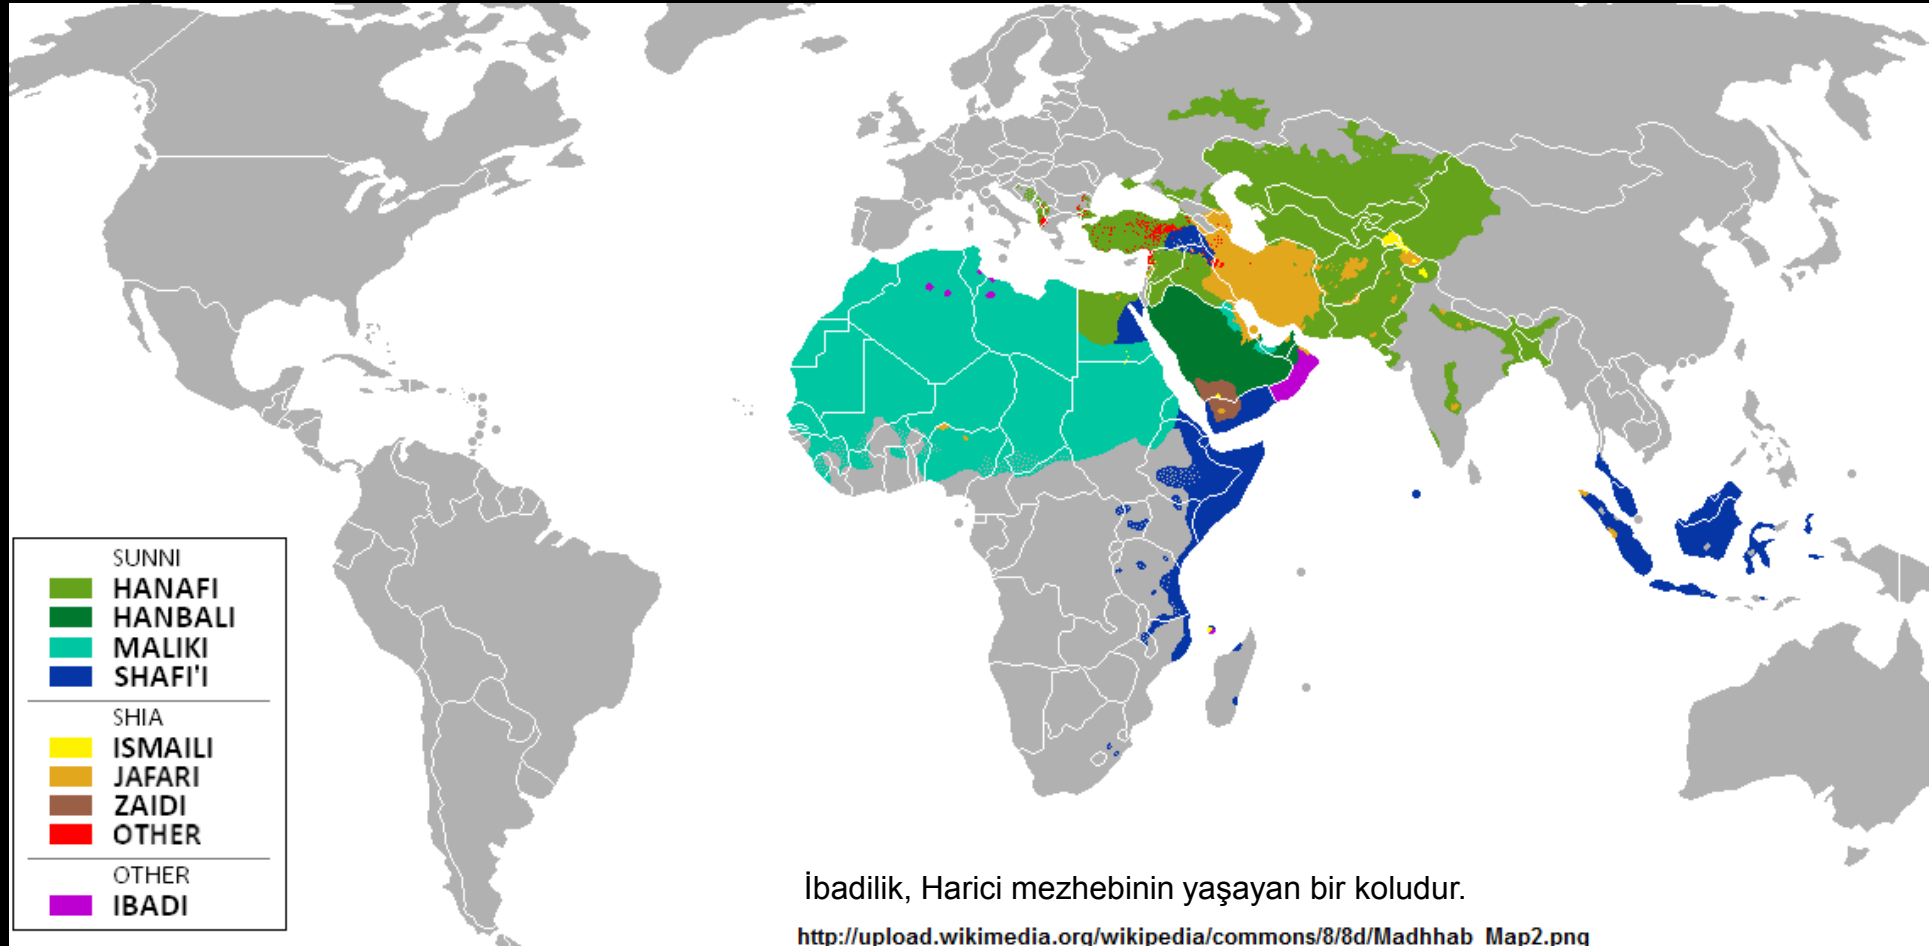 SUNNI
HANAFI
HANBALI
MALIKI
SHAFI'I
SHIA
ISMAILI
JAFARI
ZAIDI
OTHER
OTHER
IBADI
İbadilik, Harici mezhebinin yaşayan bir koludur.
http://upload.wikimedia.org/wikipedia/commons/8/8d/Madhhab_Map2.png